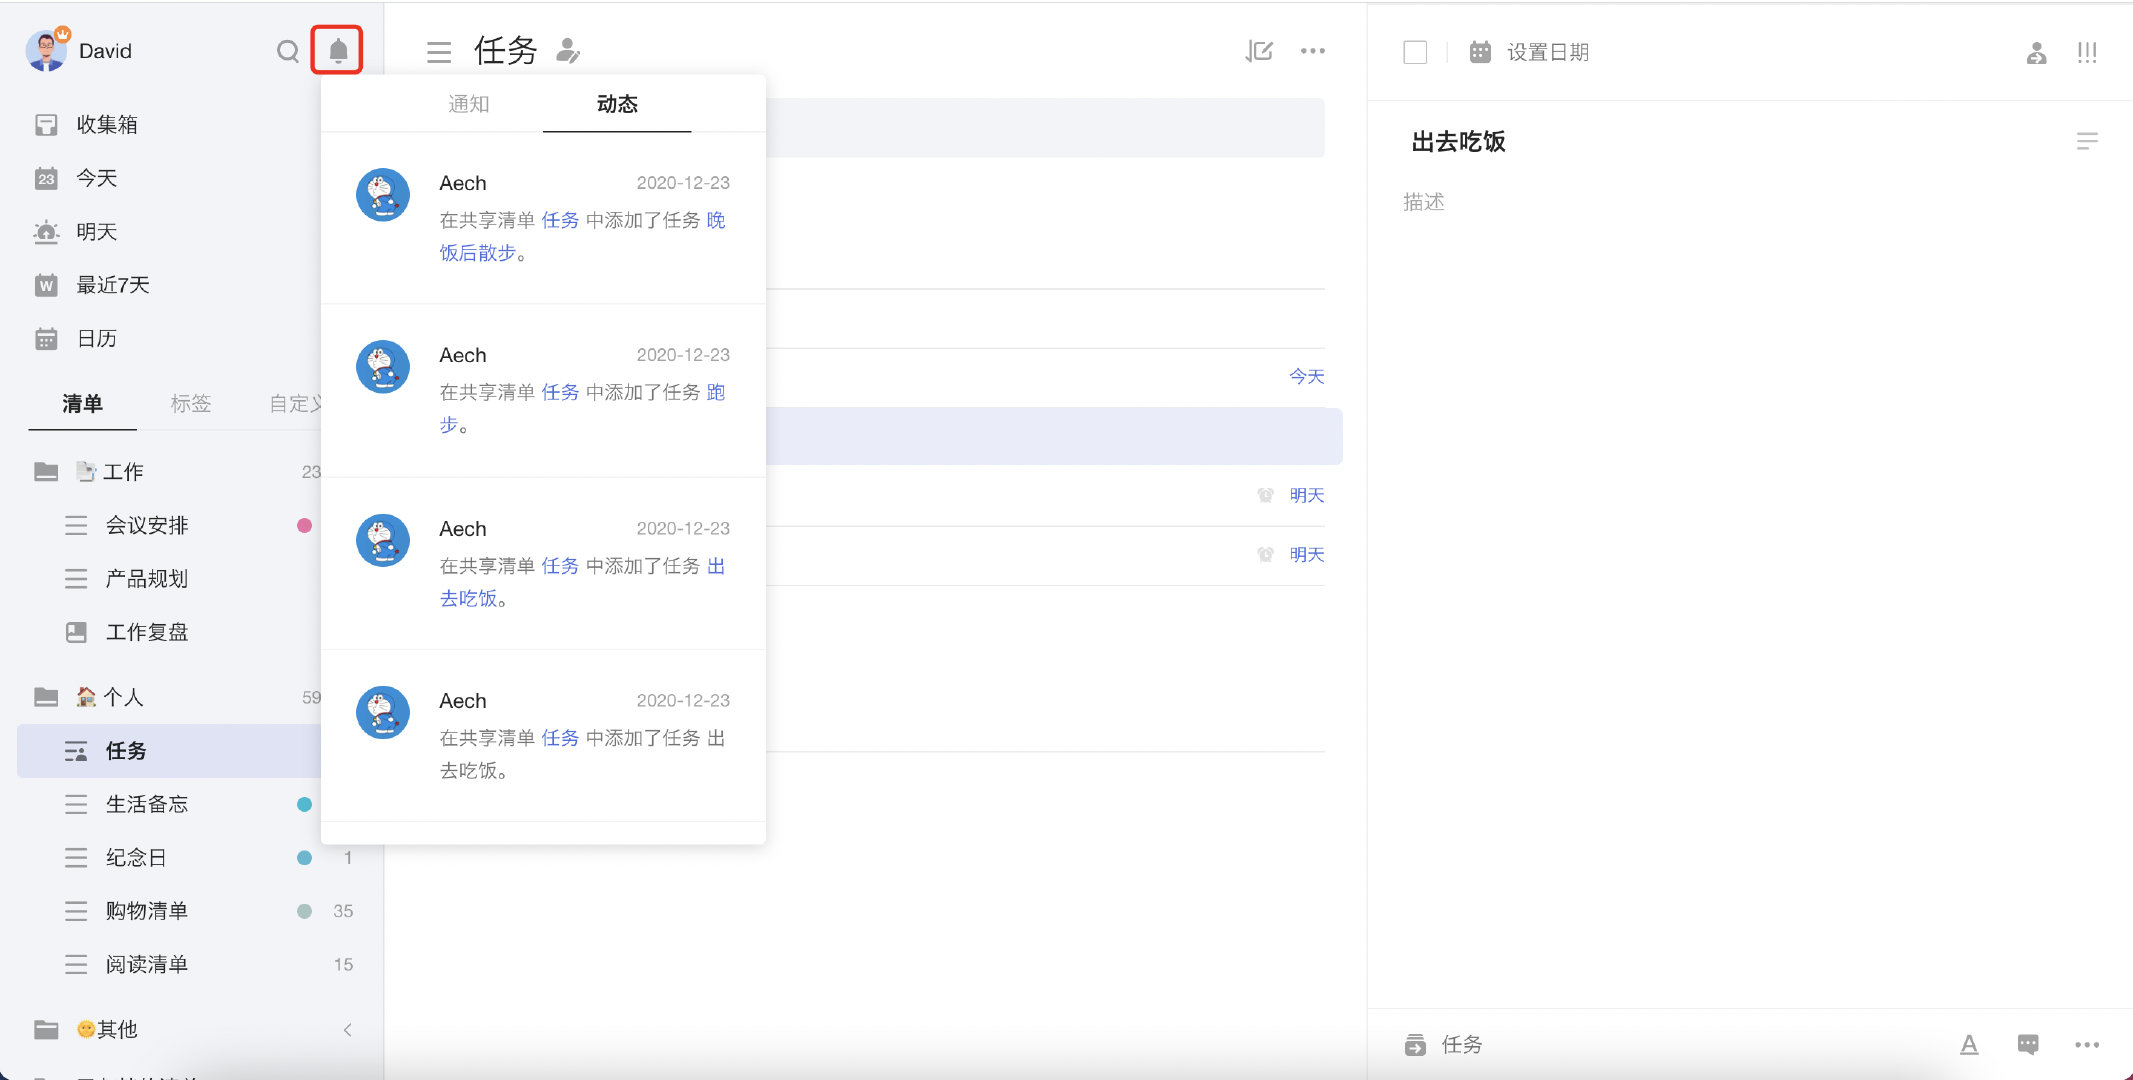 David
收集箱
23
今天
明天
W
最近7天
日历
清单 标签 自定义
工作 23
会议安排
产品规划
工作复盘
个人 59
任务
生活备忘
纪念日 1
购物清单 35
阅读清单 15
其他
任务
通知 动态
Aech 2020-12-23
在共享清单 任务 中添加了任务 晚
饭后散步。
Aech 2020-12-23
在共享清单 任务 中添加了任务 跑
步。
Aech 2020-12-23
在共享清单 任务 中添加了任务 出
去吃饭。
Aech 2020-12-23
在共享清单 任务 中添加了任务 出
去吃饭。
今天
明天
明天
设置日期
出去吃饭
描述
任务
A